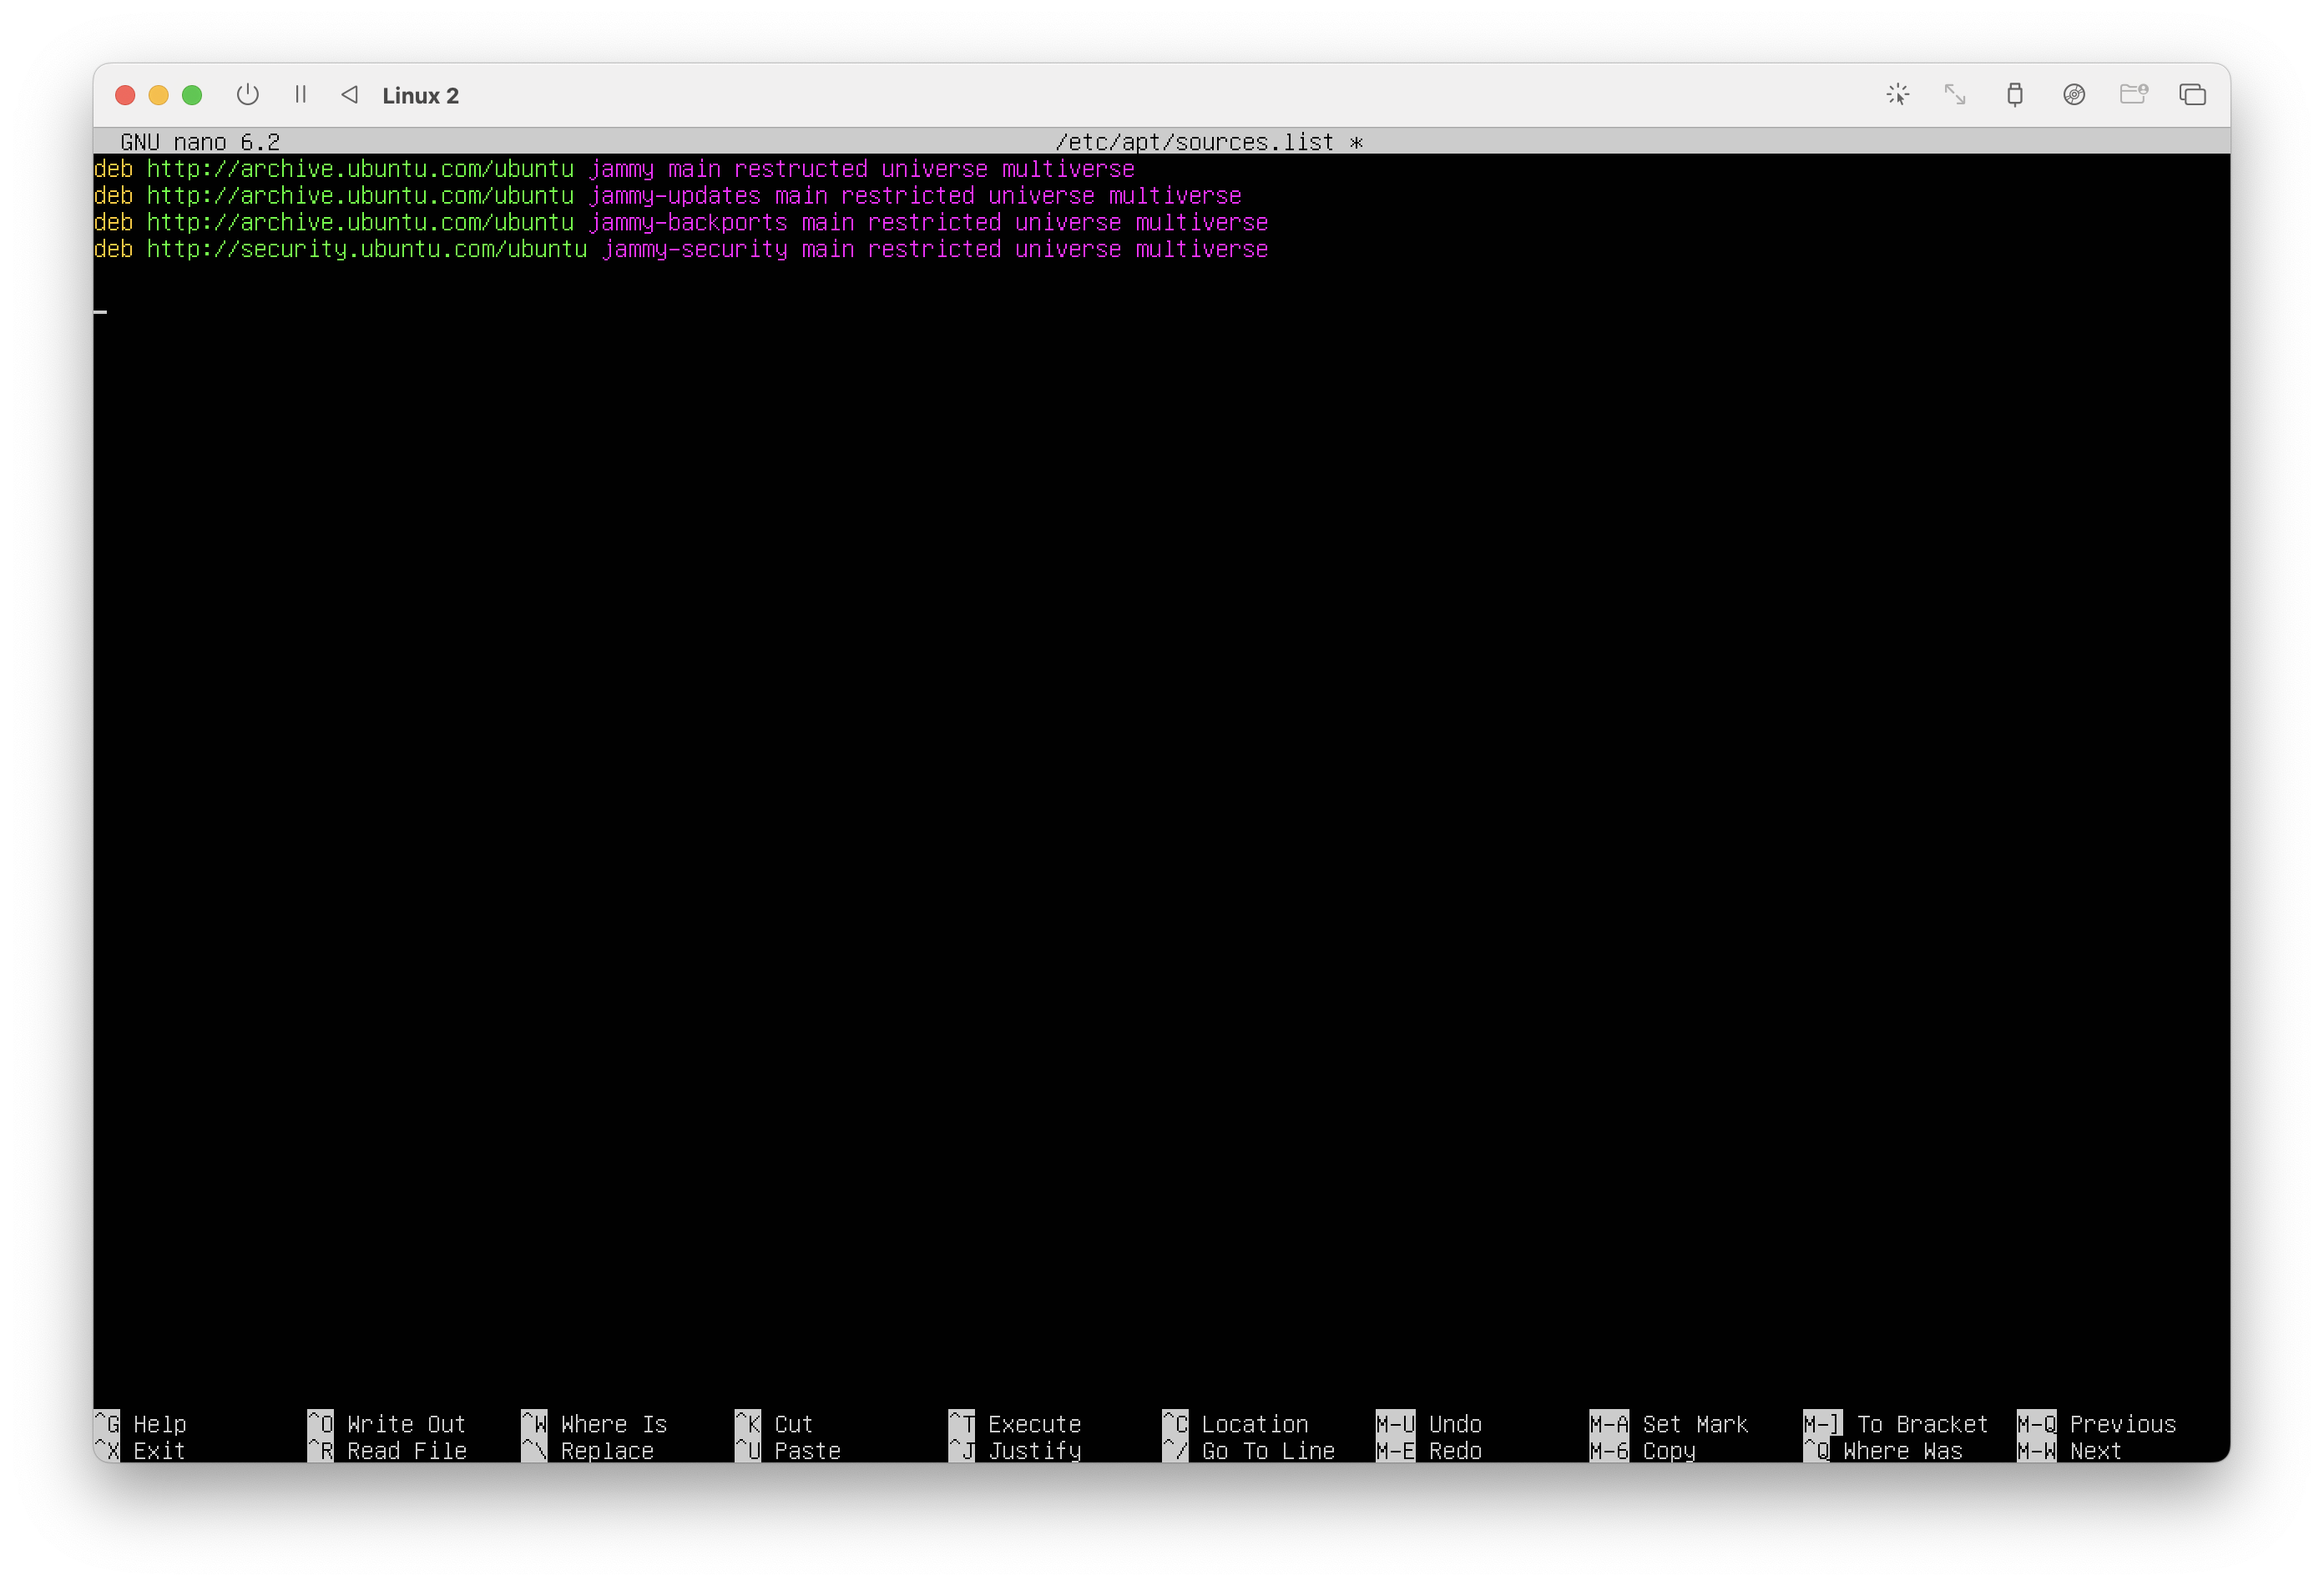 Linux 2
GNU nano 6.2 /etc/apt/sources.list *
deb http://archive.ubuntu.com/ubuntu jammy main restructed universe multiverse
deb http://archive.ubuntu.com/ubuntu jammy-updates main restricted universe multiverse
deb http://archive.ubuntu.com/ubuntu jammy-backports main restricted universe multiverse
deb http://security.ubuntu.com/ubuntu jammy-security main restricted universe multiverse
^G Help ^O Write Out ^W Where Is ^K Cut ^T Execute ^C Location M-U Undo M-A Set Mark M-] To Bracket M-Q Previous
^X Exit ^R Read File ^\ Replace ^U Paste ^J Justify ^/ Go To Line M-E Redo M-6 Copy ^Q Where Was M-W Next